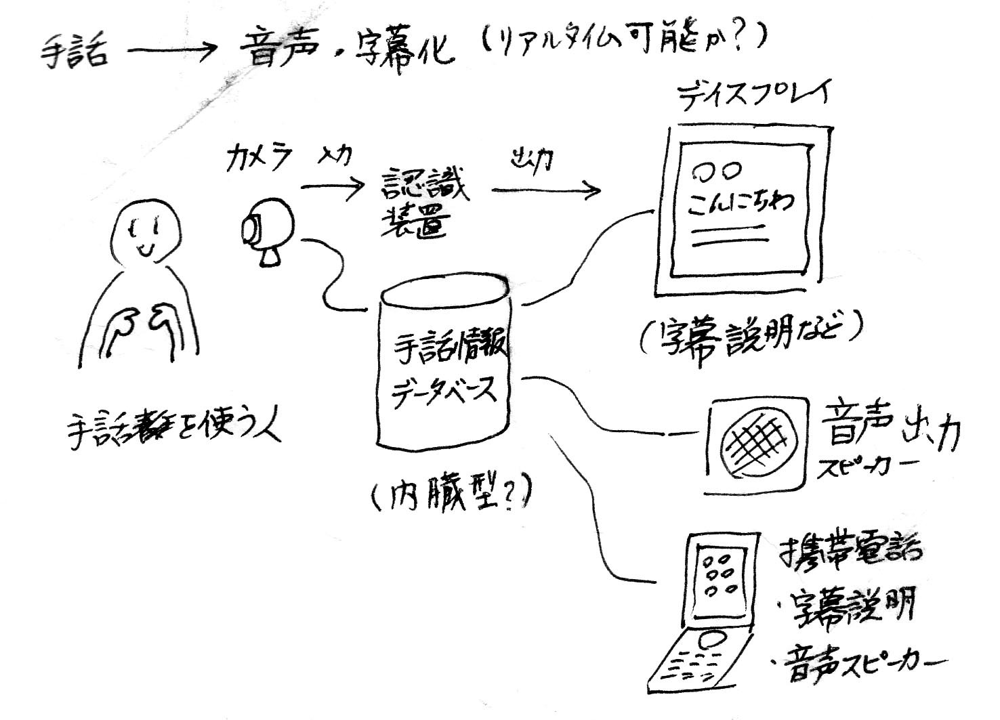 手話 → 音声・字幕化 (リアルタイム可能か?)
ディスプレイ
カメラ 入力
認識
装置
出力
○○
こんにちわ
手話情報
データベース
(字幕説明など)
手話を使う人
(内臓型?)
音声出力
スピーカー
携帯電話
・字幕説明
・音声スピーカー